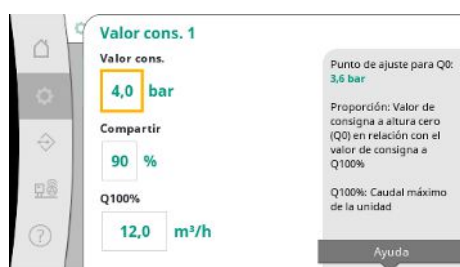 Valor cons. 1
Valor cons.
4,0 bar
Compartir
90 %
Q100%
12,0 m³/h
Punto de ajuste para Q0:
3,6 bar
Proporción: Valor de
consigna a altura cero
(Q0) en relación con el
valor de consigna a
Q100%
Q100%: Caudal máximo
de la unidad
Ayuda
?